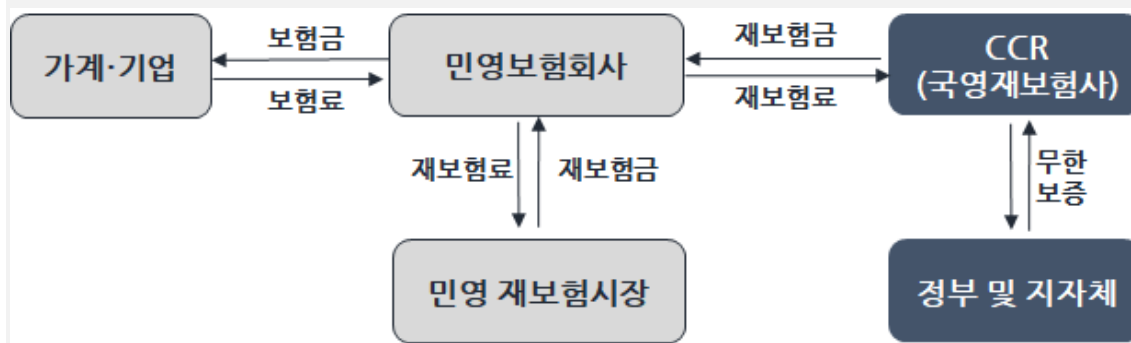 보험금
재보험금
가계·기업
민영보험회사
CCR
(국영재보험사)
보험료
재보험료
재보험료
재보험금
무한
보증
민영 재보험시장
정부 및 지자체